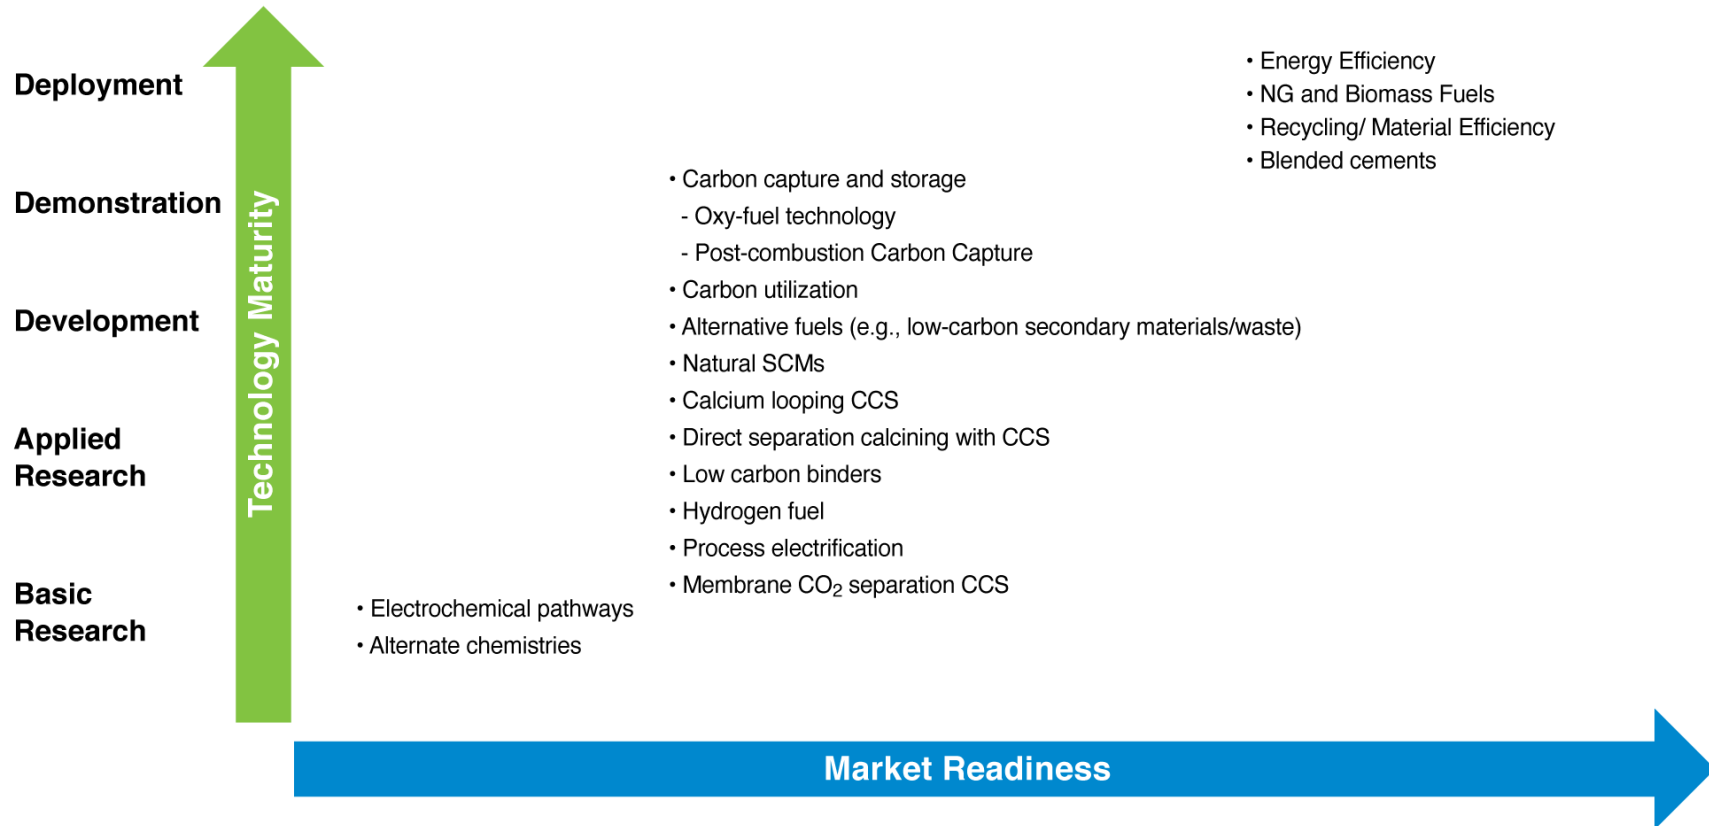 Deployment
Demonstration
Development
Applied
Research
Basic
Research
Technology Maturity
• Energy Efficiency
• NG and Biomass Fuels
• Recycling/ Material Efficiency
• Blended cements
• Carbon capture and storage
- Oxy-fuel technology
- Post-combustion Carbon Capture
• Carbon utilization
• Alternative fuels (e.g., low-carbon secondary materials/waste)
• Natural SCMs
• Calcium looping CCS
• Direct separation calcining with CCS
• Low carbon binders
• Hydrogen fuel
• Process electrification
• Membrane CO₂ separation CCS
• Electrochemical pathways
• Alternate chemistries
Market Readiness